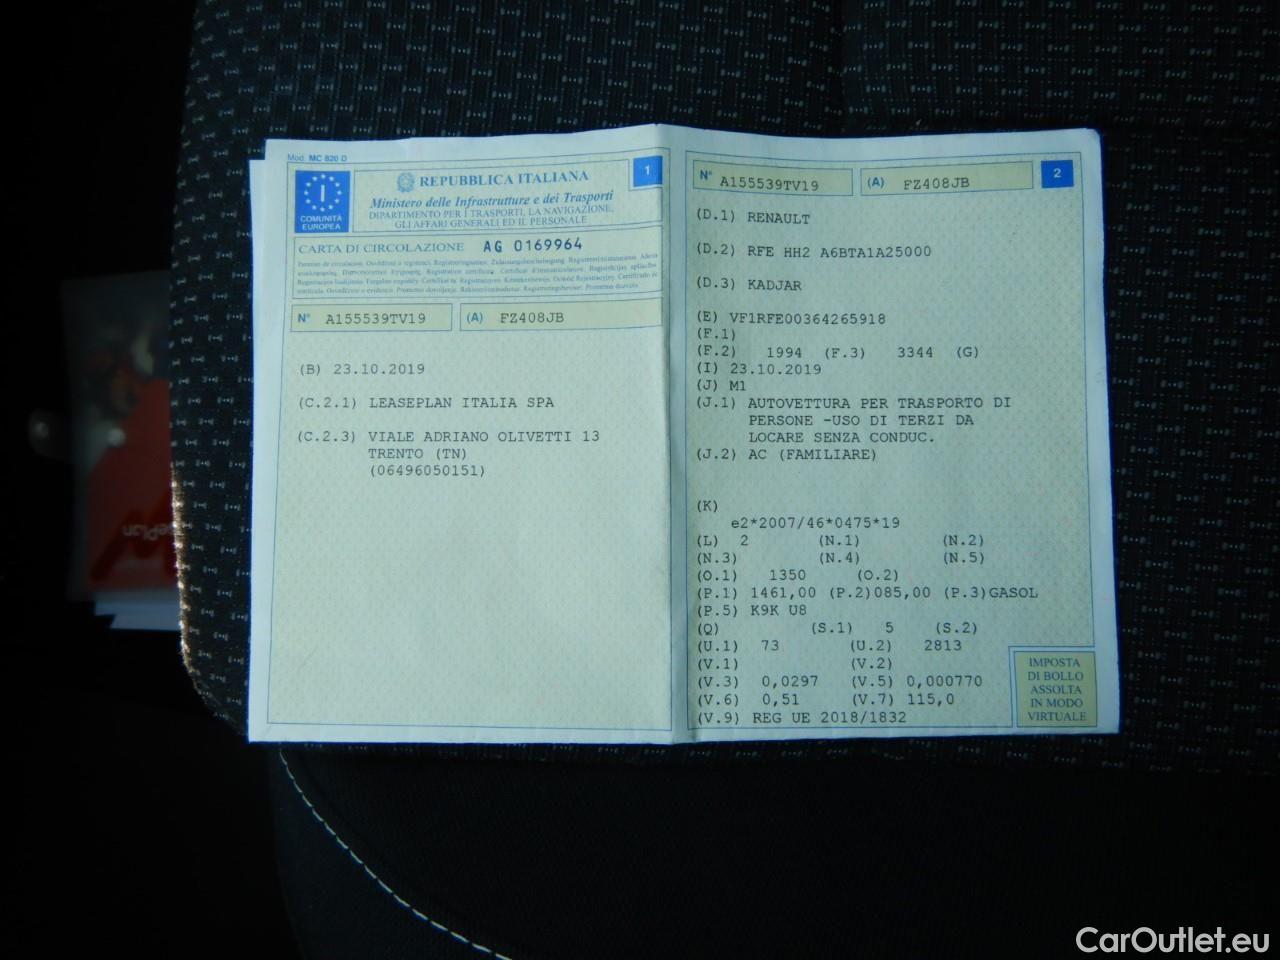 Mod. MC 820 D
I
COMUNITÀ
EUROPEA
REPUBBLICA ITALIANA
1
Ministero delle Infrastrutture e dei Trasporti
DIPARTIMENTO PER I TRASPORTI, LA NAVIGAZIONE,
GLI AFFARI GENERALI ED IL PERSONALE
CARTA DI CIRCOLAZIONE AG 0169964
N° A155539TV19 (A) FZ408JB
(B) 23.10.2019
(C.2.1) LEASEPLAN ITALIA SPA
(C.2.3) VIALE ADRIANO OLIVETTI 13
TRENTO (TN)
(06496050151)
N° A155539TV19 (A) FZ408JB
2
(D.1) RENAULT
(D.2) RFE HH2 A6BTA1A25000
(D.3) KADJAR
(E) VF1RFE00364265918
(F.1)
(F.2) 1994 (F.3) 3344 (G)
(I) 23.10.2019
(J) M1
(J.1) AUTOVETTURA PER TRASPORTO DI
PERSONE -USO DI TERZI DA
LOCARE SENZA CONDUC.
(J.2) AC (FAMILIARE)
(K)
e2*2007/46*0475*19
(L) 2 (N.1) (N.2)
(N.3) (N.4) (N.5)
(O.1) 1350 (O.2)
(P.1) 1461,00 (P.2)085,00 (P.3)GASOL
(P.5) K9K U8
(Q) (S.1) 5 (S.2)
(U.1) 73 (U.2) 2813
(V.1) (V.2)
(V.3) 0,0297 (V.5) 0,000770
(V.6) 0,51 (V.7) 115,0
(V.9) REG UE 2018/1832
IMPOSTA
DI BOLLO
ASSOLTA
IN MODO
VIRTUALE
CarOutlet.eu